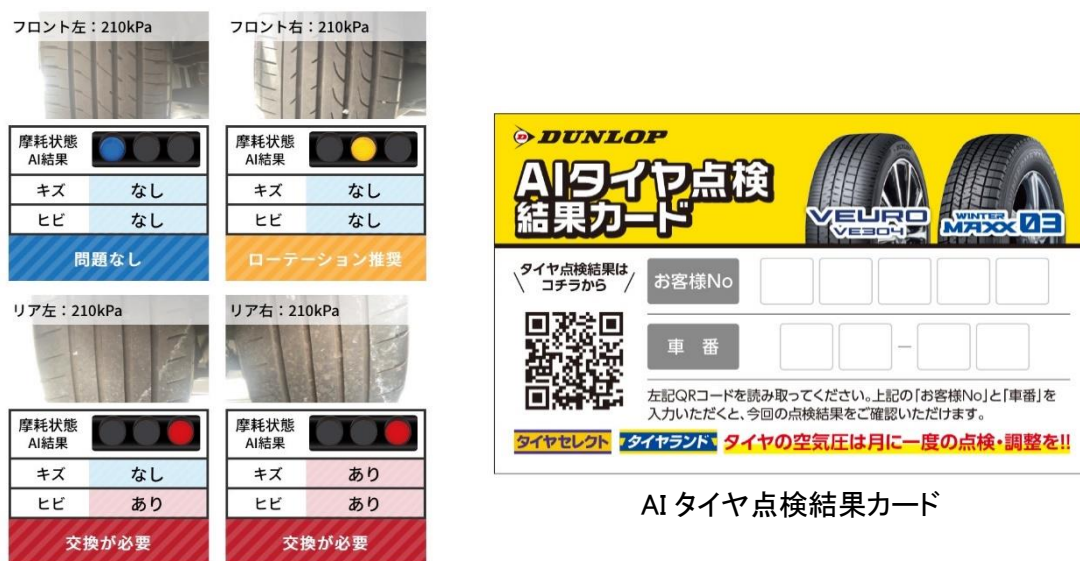 フロント左：210kPa
摩耗状態
AI結果
キズ なし
ヒビ なし
問題なし
フロント右：210kPa
摩耗状態
AI結果
キズ なし
ヒビ なし
ローテーション推奨
リア左：210kPa
摩耗状態
AI結果
キズ なし
ヒビ あり
交換が必要
リア右：210kPa
摩耗状態
AI結果
キズ あり
ヒビ あり
交換が必要
DUNLOP
AIタイヤ点検
結果カード
VEURO
VE304
WINTER
MAXX 03
タイヤ点検結果は
コチラから
お客様No
車 番
左記QRコードを読み取ってください。上記の「お客様No」と「車番」を
入力いただくと、今回の点検結果をご確認いただけます。
タイヤセレクト タイヤランド タイヤの空気圧は月に一度の点検・調整を!!
AI タイヤ点検結果カード